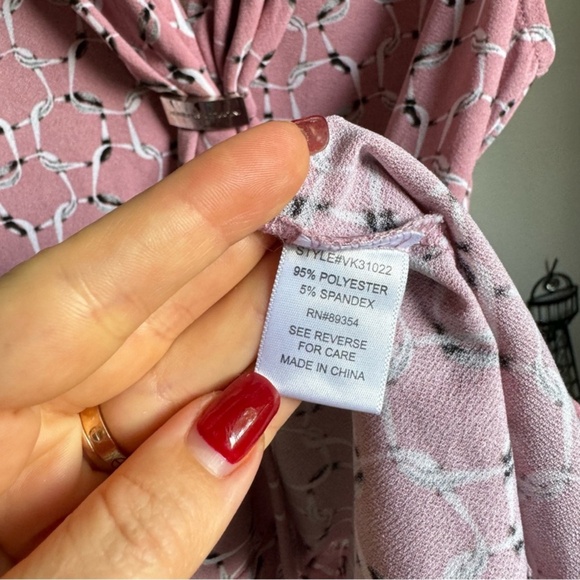 STYLE#VK31022
95% POLYESTER
5% SPANDEX
RN#89354
SEE REVERSE
FOR CARE
MADE IN CHINA